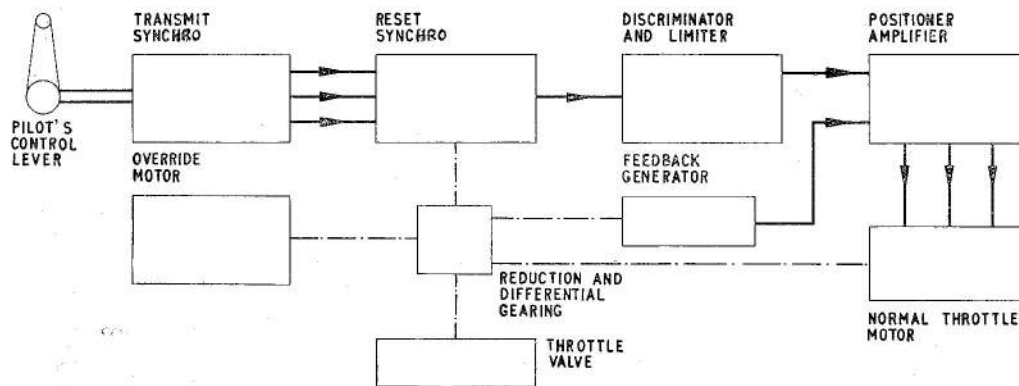 TRANSMIT
SYNCHRO
RESET
SYNCHRO
DISCRIMINATOR
AND LIMITER
POSITIONER
AMPLIFIER
PILOT'S
CONTROL
LEVER
OVERRIDE
MOTOR
FEEDBACK
GENERATOR
REDUCTION AND
DIFFERENTIAL
GEARING
NORMAL THROTTLE
MOTOR
THROTTLE
VALVE